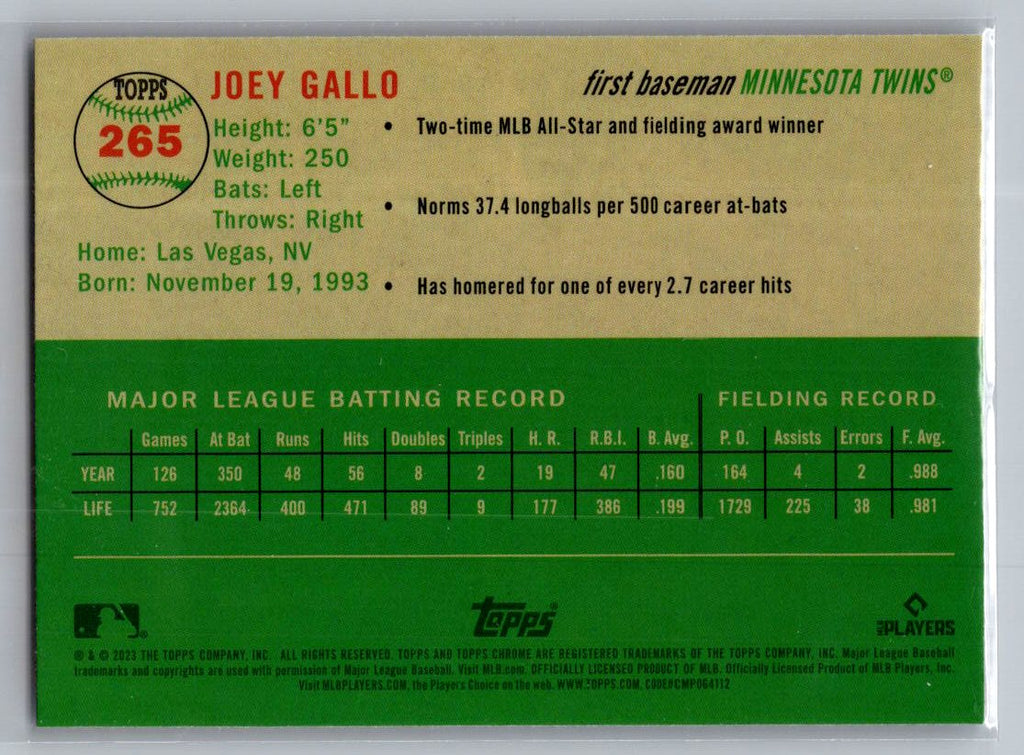 TOPPS
265
JOEY GALLO
first baseman MINNESOTA TWINS®
Height: 6'5"
Weight: 250
Bats: Left
Throws: Right
Home: Las Vegas, NV
Born: November 19, 1993
• Two-time MLB All-Star and fielding award winner
• Norms 37.4 longballs per 500 career at-bats
• Has homered for one of every 2.7 career hits
MAJOR LEAGUE BATTING RECORD FIELDING RECORD
Games At Bat Runs Hits Doubles Triples H. R. R.B.I. B. Avg. P. O. Assists Errors F. Avg.
YEAR 126 350 48 56 8 2 19 47 .160 164 4 2 .988
LIFE 752 2364 400 471 89 9 177 386 .199 1729 225 38 .981
Topps®
MLB PLAYERS
® & © 2023 THE TOPPS COMPANY, INC. ALL RIGHTS RESERVED. TOPPS AND TOPPS CHROME ARE REGISTERED TRADEMARKS OF THE TOPPS COMPANY, INC. Major League Baseball
trademarks and copyrights are used with permission of Major League Baseball. Visit MLB.com. OFFICIALLY LICENSED PRODUCT OF MLB. Officially Licensed Product of MLB Players, Inc.
Visit MLBPLAYERS.COM, the Players Choice on the web. WWW.TOPPS.COM. CODE#CMP064112